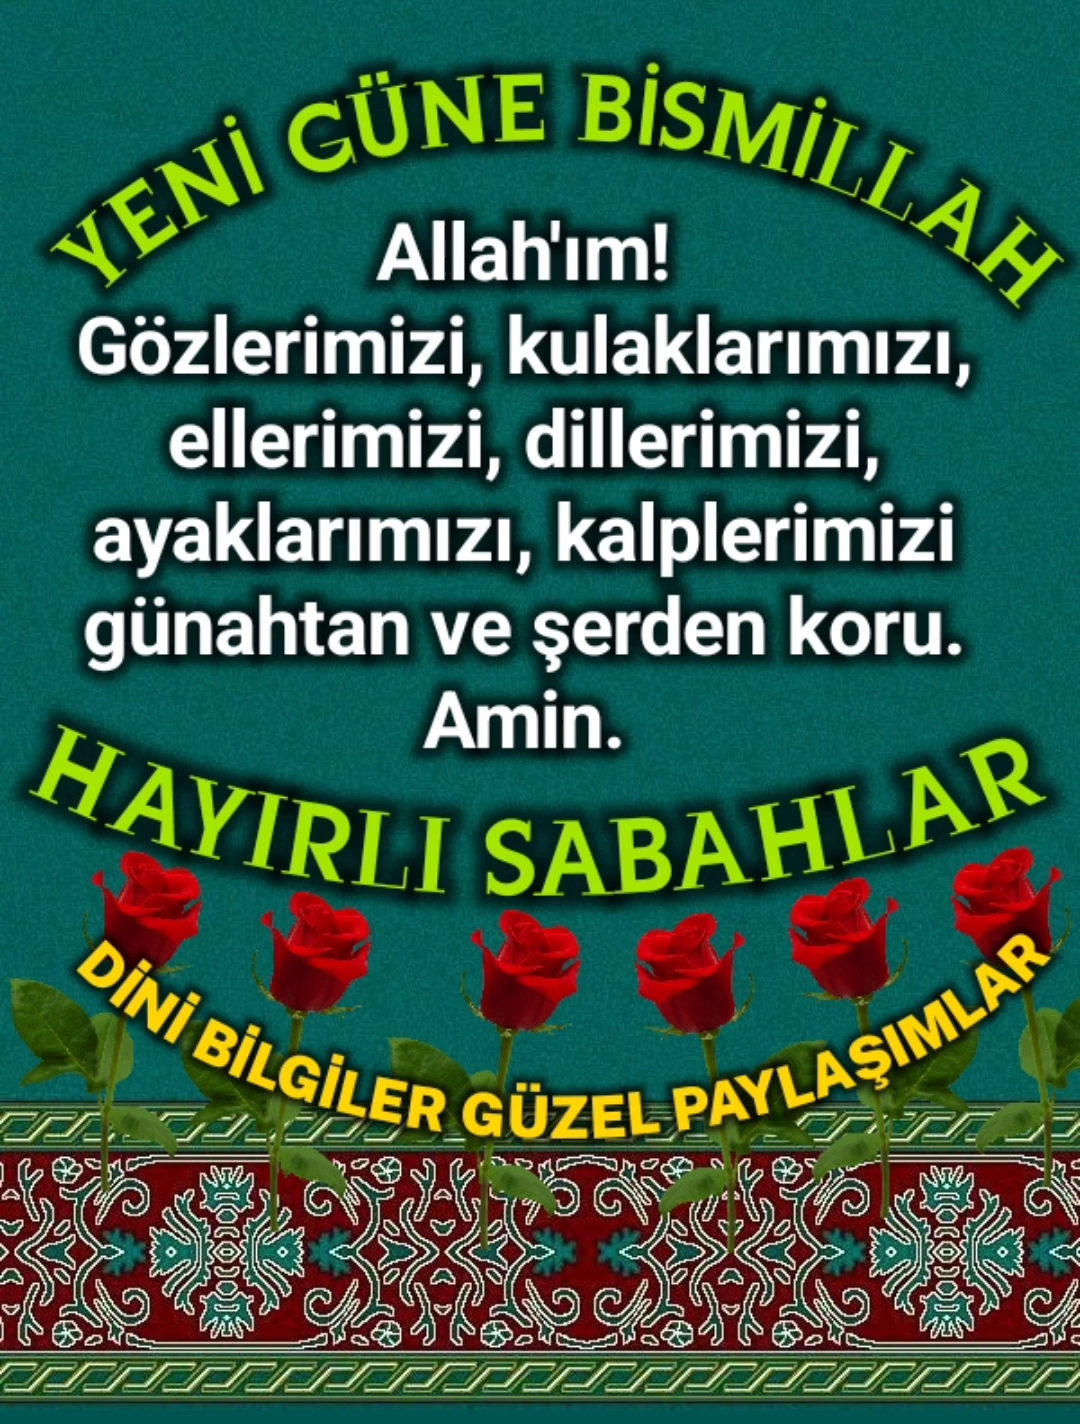 YENİ GÜNE BİSMİLLAH
Allah'ım!
Gözlerimizi, kulaklarımızı,
ellerimizi, dillerimizi,
ayaklarımızı, kalplerimizi
günahtan ve şerden koru.
Amin.
HAYIRLI SABAHLAR
DİNİ BİLGİLER GÜZEL PAYLAŞIMLAR